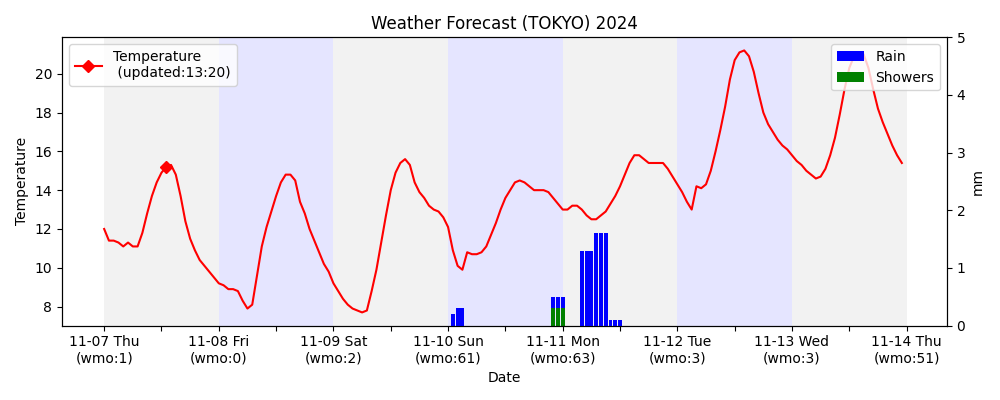 Weather Forecast (TOKYO) 2024
Temperature
(updated:13:20)
Rain
Showers
Temperature
20
18
16
14
12
10
8
5
4
3
2
1
0
mm
11-07 Thu
(wmo:1)
11-08 Fri
(wmo:0)
11-09 Sat
(wmo:2)
11-10 Sun
(wmo:61)
11-11 Mon
(wmo:63)
11-12 Tue
(wmo:3)
11-13 Wed
(wmo:3)
11-14 Thu
(wmo:51)
Date